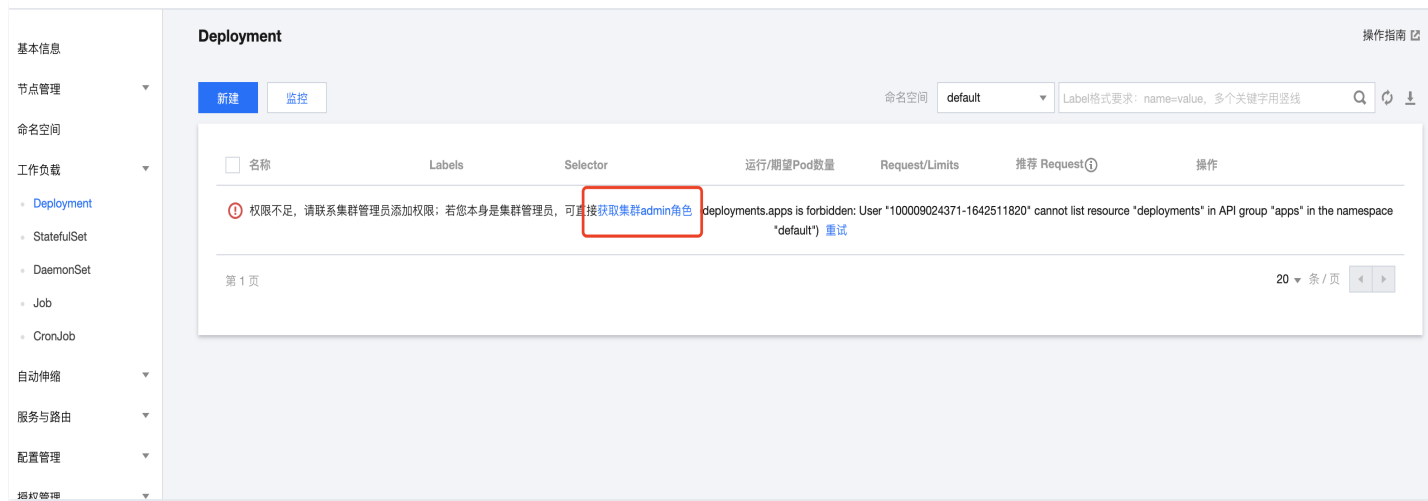 Deployment
操作指南
基本信息
节点管理
命名空间
工作负载
Deployment
StatefulSet
DaemonSet
Job
CronJob
自动伸缩
服务与路由
配置管理
授权管理
新建 监控 命名空间 default Label格式要求：name=value，多个关键字用竖线
名称 Labels Selector 运行/期望Pod数量 Request/Limits 推荐 Request 操作
权限不足，请联系集群管理员添加权限；若您本身是集群管理员，可直接获取集群admin角色 deployments.apps is forbidden: User "100009024371-1642511820" cannot list resource "deployments" in API group "apps" in the namespace
"default") 重试
第 1 页 20 条 / 页